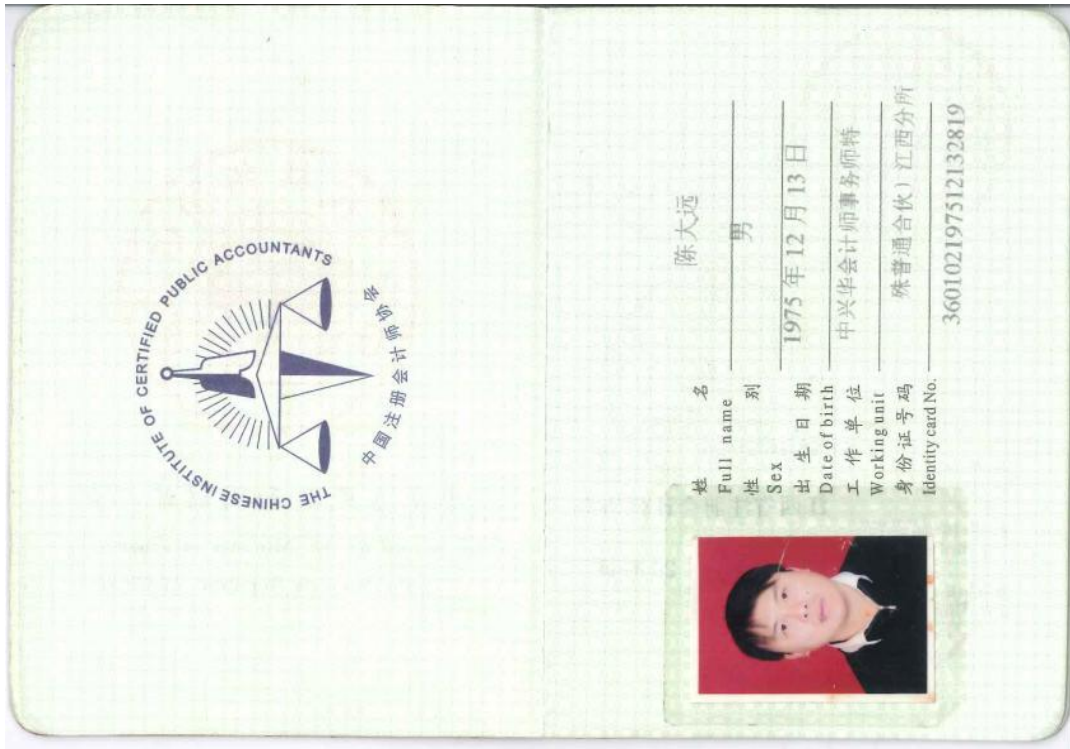 THE CHINESE INSTITUTE OF CERTIFIED PUBLIC ACCOUNTANTS
中国注册会计师协会
姓 名 陈大远
Full name
性 别 男
Sex
出 生 日 期 1975 年 12 月 13 日
Date of birth
工 作 单 位 中兴华会计师事务所特
Working unit 殊普通合伙）江西分所
身 份 证 号 码
Identity card No. 360102197512132819